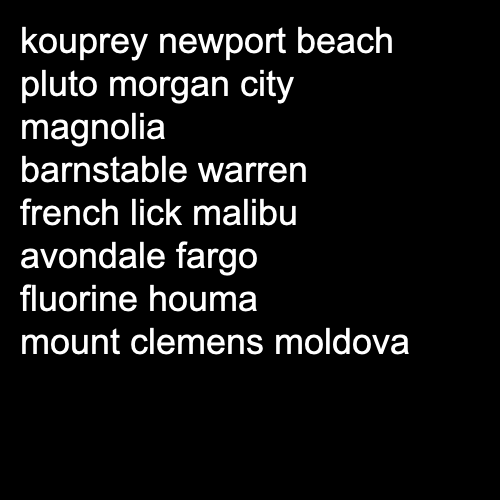 kouprey newport beach
pluto morgan city
magnolia
barnstable warren
french lick malibu
avondale fargo
fluorine houma
mount clemens moldova